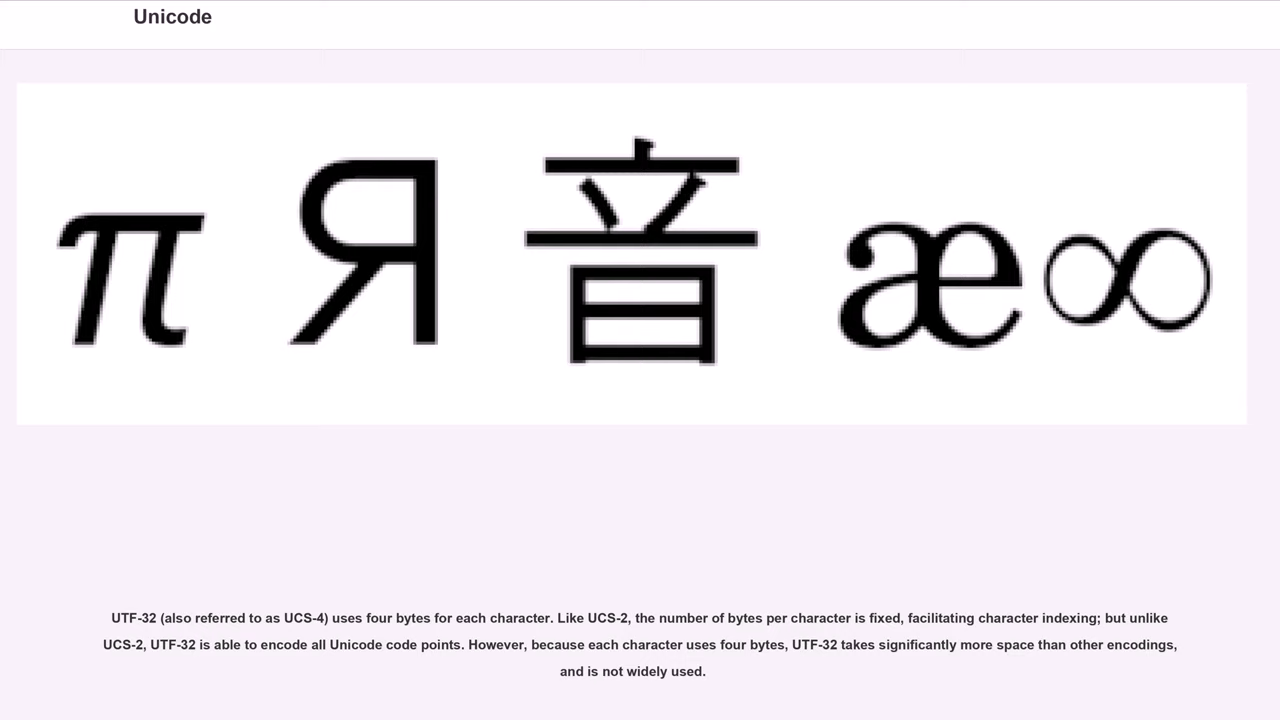 Unicode
π Я 音 æ ∞
UTF-32 (also referred to as UCS-4) uses four bytes for each character. Like UCS-2, the number of bytes per character is fixed, facilitating character indexing; but unlike
UCS-2, UTF-32 is able to encode all Unicode code points. However, because each character uses four bytes, UTF-32 takes significantly more space than other encodings,
and is not widely used.